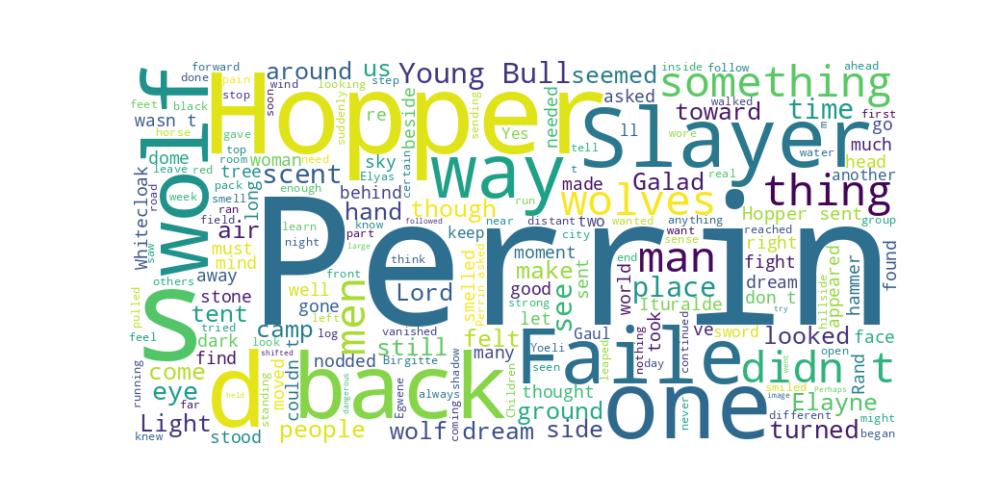 forward
done
feet
black
wasn t
horse
dome
leave
red
week
road
saw
others
pulled
feel
running
knew
Whitecloak
wolf
S
d
pain
stop
gave
top
room
woman
need
tree
scent
pack
smell
ran
field
long
air
must
mind
away
stone
tent
tried
dark
look
find
come
eye
far
Light
stood
Hopper
Perrin
back
around
us
soon
wind
looking
step
suddenly
re
beside
sky
Elyas
certain
behind
enough
hand
learn
know
night
part
large
front
well
gone
left
camp
log
shifted
moved
standing
held
couldn t
people
men
still
nodded
dangerous
vanished
Birgitte
Egwene
always
many
shadow
coming
wolf dream
side
Young Bull
seemed
sending
Yes
needed
way
though
followed
think
Lord
keep
near
run
felt
smelled
Perrin asked
moment
make
good
strong
let
sent
see
something
inside
follow
ahead
asked
ll
Slayer
toward
walked
wore
time
first
go
much
head
another
water
m
tell
t
made
Galad
real
thing
wolves
distant
two
wanted
anything
city
want
sense
reached
Hopper sent
group
right
fight
appeared
hillside
hammer
found
man
world
end
place
Ituralde
dream
don t
try
Gaul
nothing
took
day
continued
ve
sword
looked
face
open
Faile
Yoeli
seen
leaped
thought
Children
ground
one
never
didn t
went
smiled
Perhaps
image
Rand
Elayne
different
might
turned
began